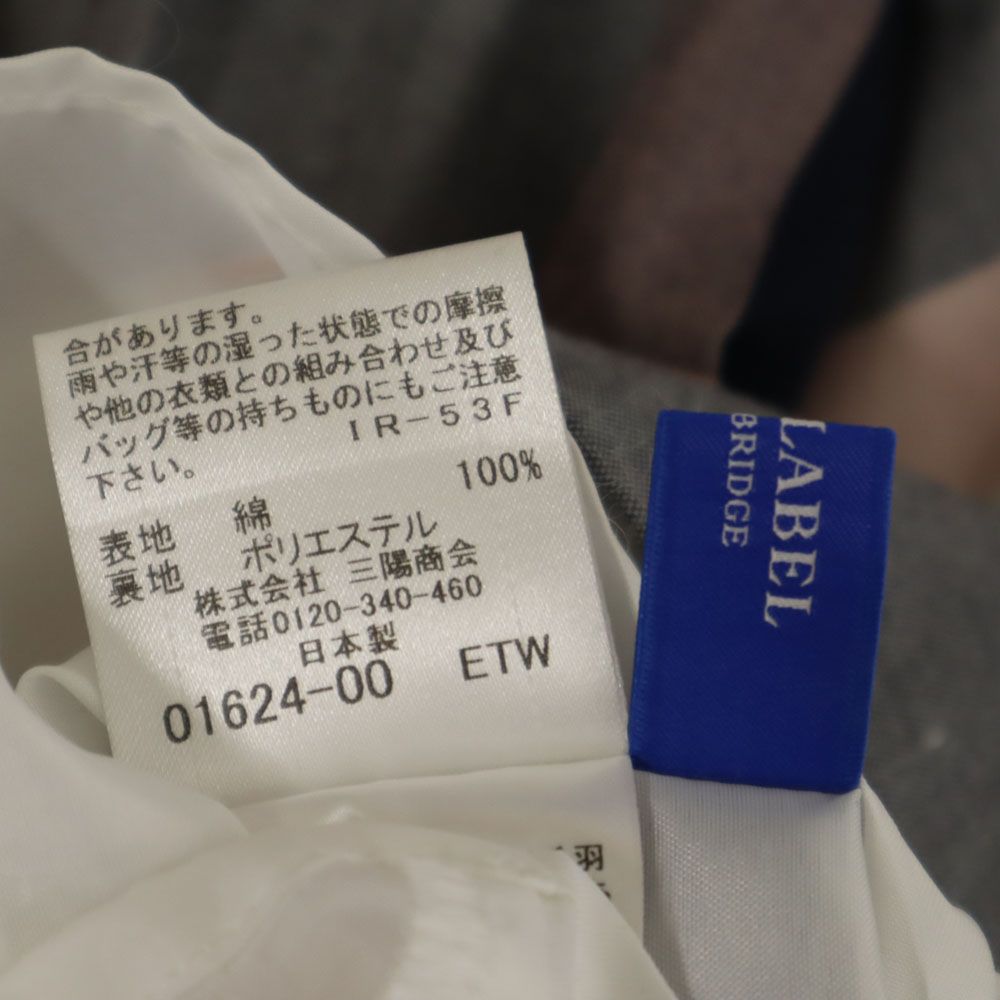 合があります。
雨や汗等の湿った状態での摩擦
や他の衣類との組み合わせ及び
バッグ等の持ちものにもご注意
下さい。
IR-53F
100%
表地 綿
裏地 ポリエステル
株式会社 三陽商会
電話0120-340-460
日本製
01624-00 ETW
LABEL
BRIDGE
羽